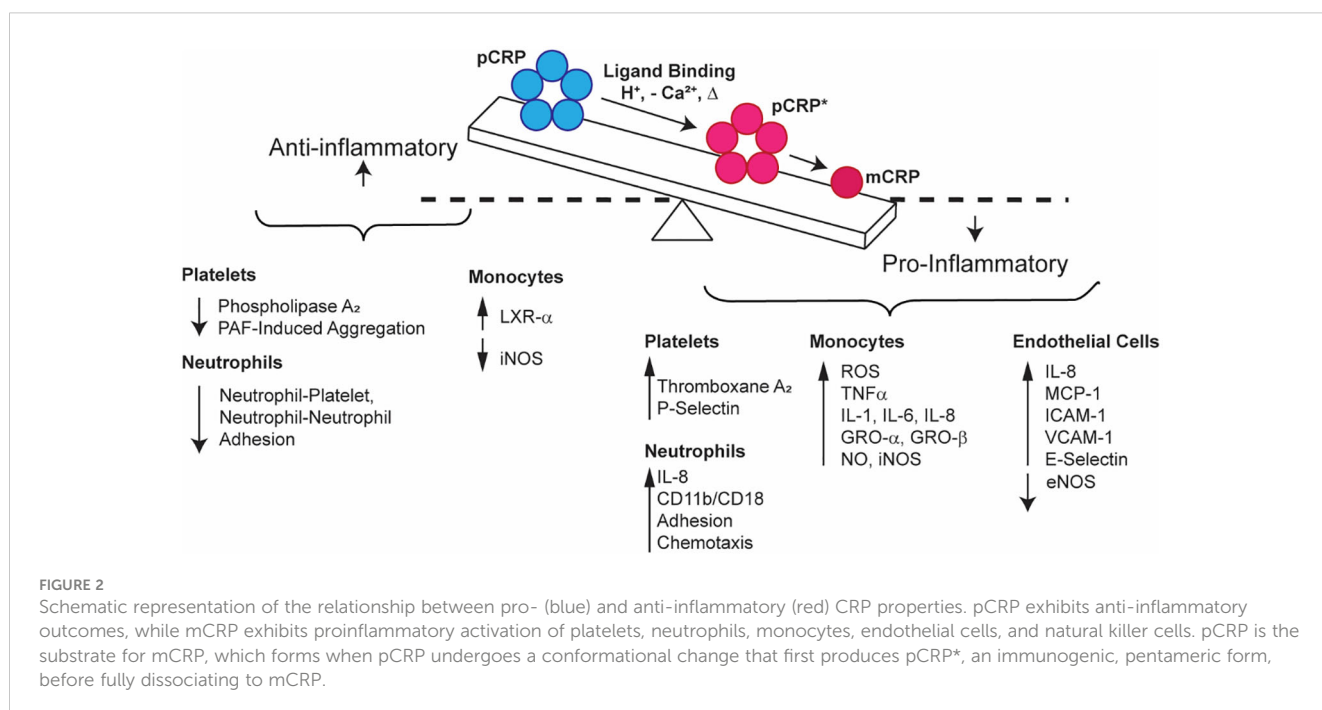 pCRP
Ligand Binding
H⁺, - Ca²⁺, Δ
pCRP*
mCRP
Anti-inflammatory
Pro-Inflammatory
Platelets
Phospholipase A₂
PAF-Induced Aggregation
Neutrophils
Neutrophil-Platelet,
Neutrophil-Neutrophil
Adhesion
Monocytes
LXR-α
iNOS
Platelets
Thromboxane A₂
P-Selectin
Neutrophils
IL-8
CD11b/CD18
Adhesion
Chemotaxis
Monocytes
ROS
TNFα
IL-1, IL-6, IL-8
GRO-α, GRO-β
NO, iNOS
Endothelial Cells
IL-8
MCP-1
ICAM-1
VCAM-1
E-Selectin
eNOS
FIGURE 2
Schematic representation of the relationship between pro- (blue) and anti-inflammatory (red) CRP properties. pCRP exhibits anti-inflammatory
outcomes, while mCRP exhibits proinflammatory activation of platelets, neutrophils, monocytes, endothelial cells, and natural killer cells. pCRP is the
substrate for mCRP, which forms when pCRP undergoes a conformational change that first produces pCRP*, an immunogenic, pentameric form,
before fully dissociating to mCRP.